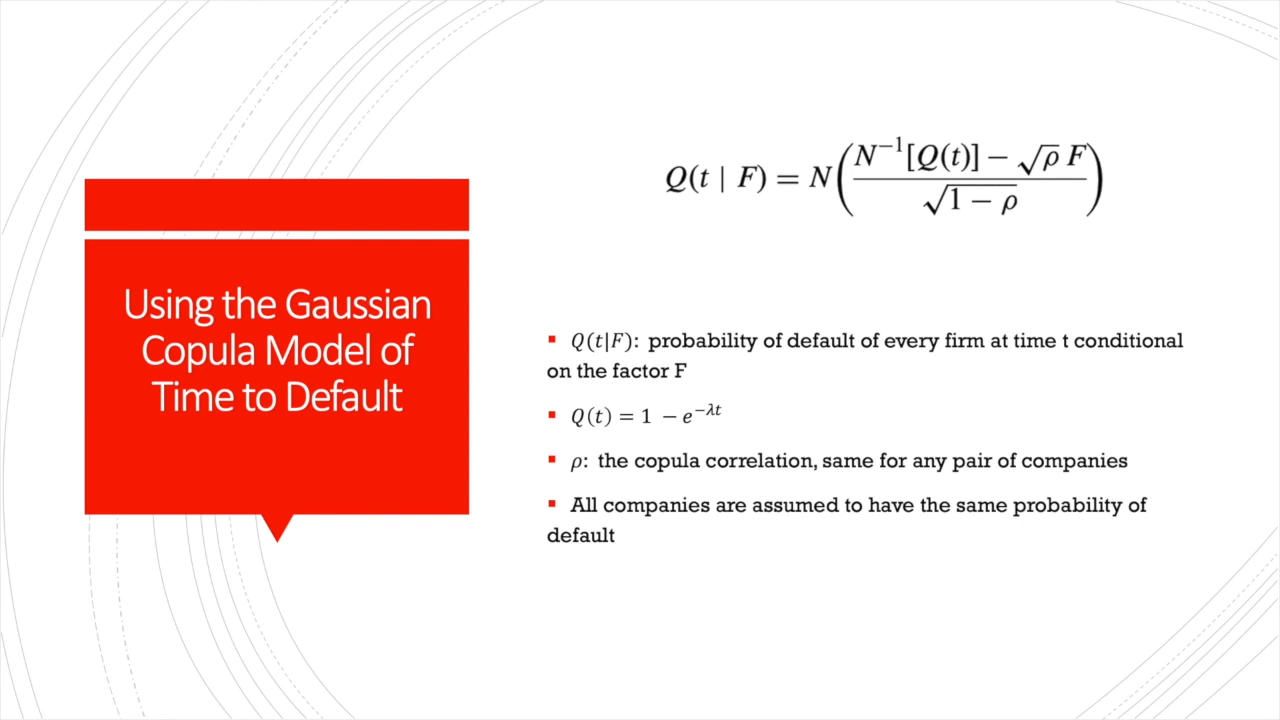 Using the Gaussian
Copula Model of
Time to Default
Q(t | F) = N(N⁻¹[Q(t)] − √ρ F / √1 − ρ)
▪ Q(t|F): probability of default of every firm at time t conditional
on the factor F
▪ Q(t) = 1 − e^−λt
▪ ρ: the copula correlation, same for any pair of companies
▪ All companies are assumed to have the same probability of
default